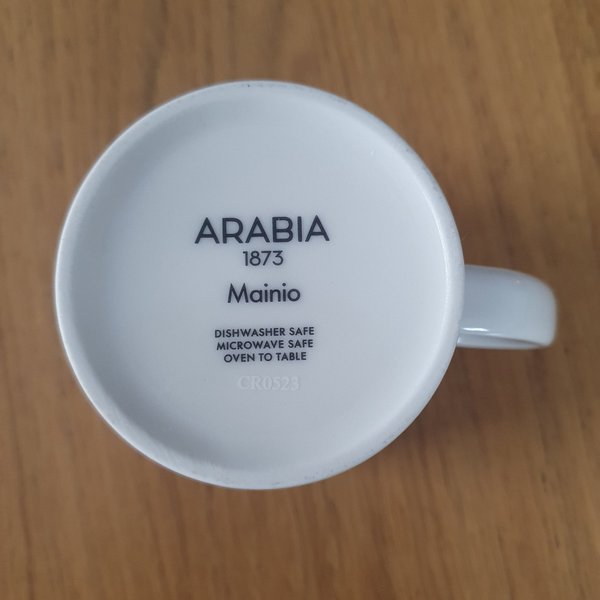 ARABIA
1873
Mainio
DISHWASHER SAFE
MICROWAVE SAFE
OVEN TO TABLE
CR0523